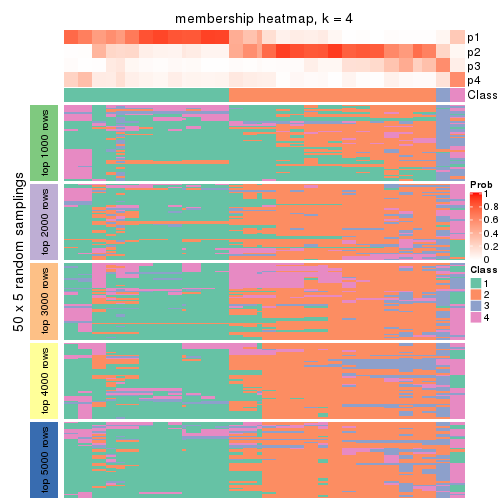 membership heatmap, k = 4
p1
p2
p3
p4
Class
50 x 5 random samplings
top 1000 rows
top 2000 rows
top 3000 rows
top 4000 rows
top 5000 rows
Prob
1
0.8
0.6
0.4
0.2
0
Class
1
2
3
4